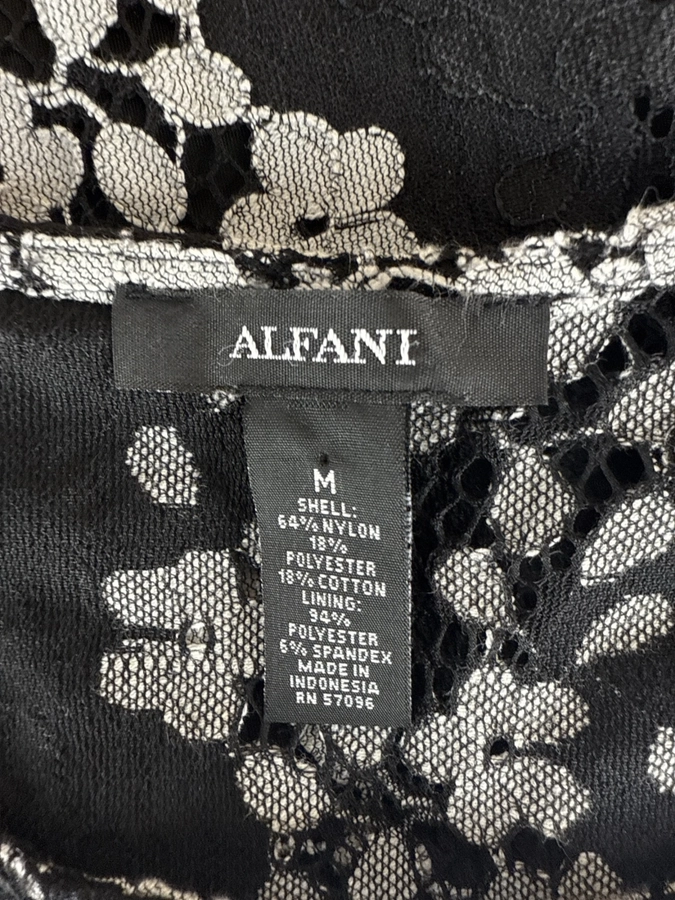 ALFANI
M
SHELL:
64% NYLON
18%
POLYESTER
18% COTTON
LINING:
94%
POLYESTER
6% SPANDEX
MADE IN
INDONESIA
RN 57096